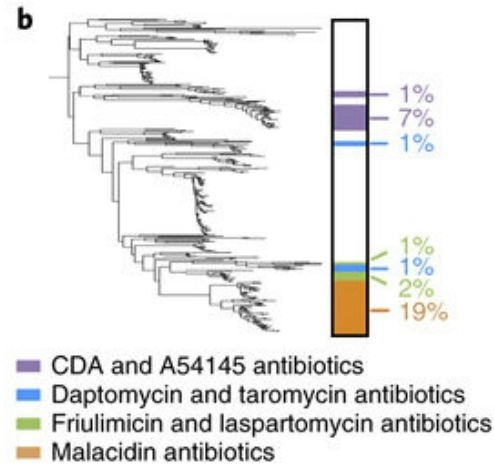 b
1%
7%
1%
1%
1%
2%
19%
CDA and A54145 antibiotics
Daptomycin and taromycin antibiotics
Friulimicin and laspartomycin antibiotics
Malacidin antibiotics